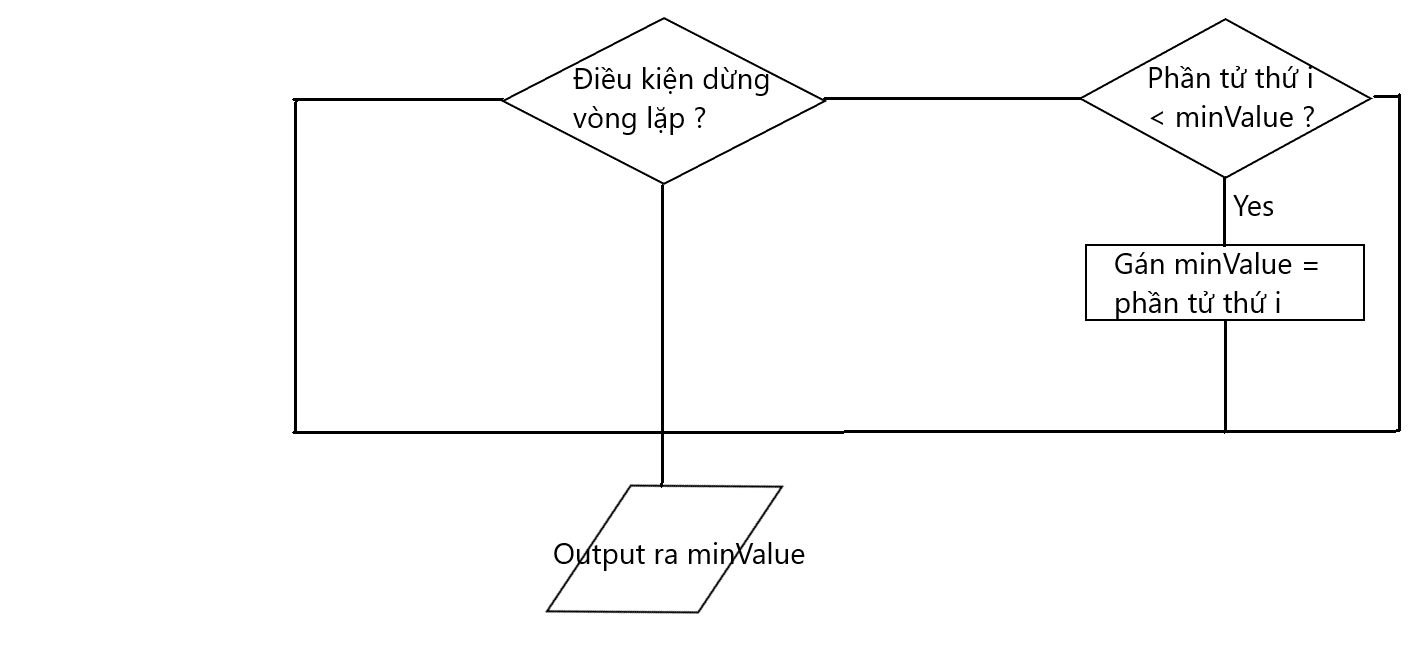 Điều kiện dừng
vòng lặp ?
Phần tử thứ i
< minValue ?
Yes
Gán minValue =
phần tử thứ i
Output ra minValue